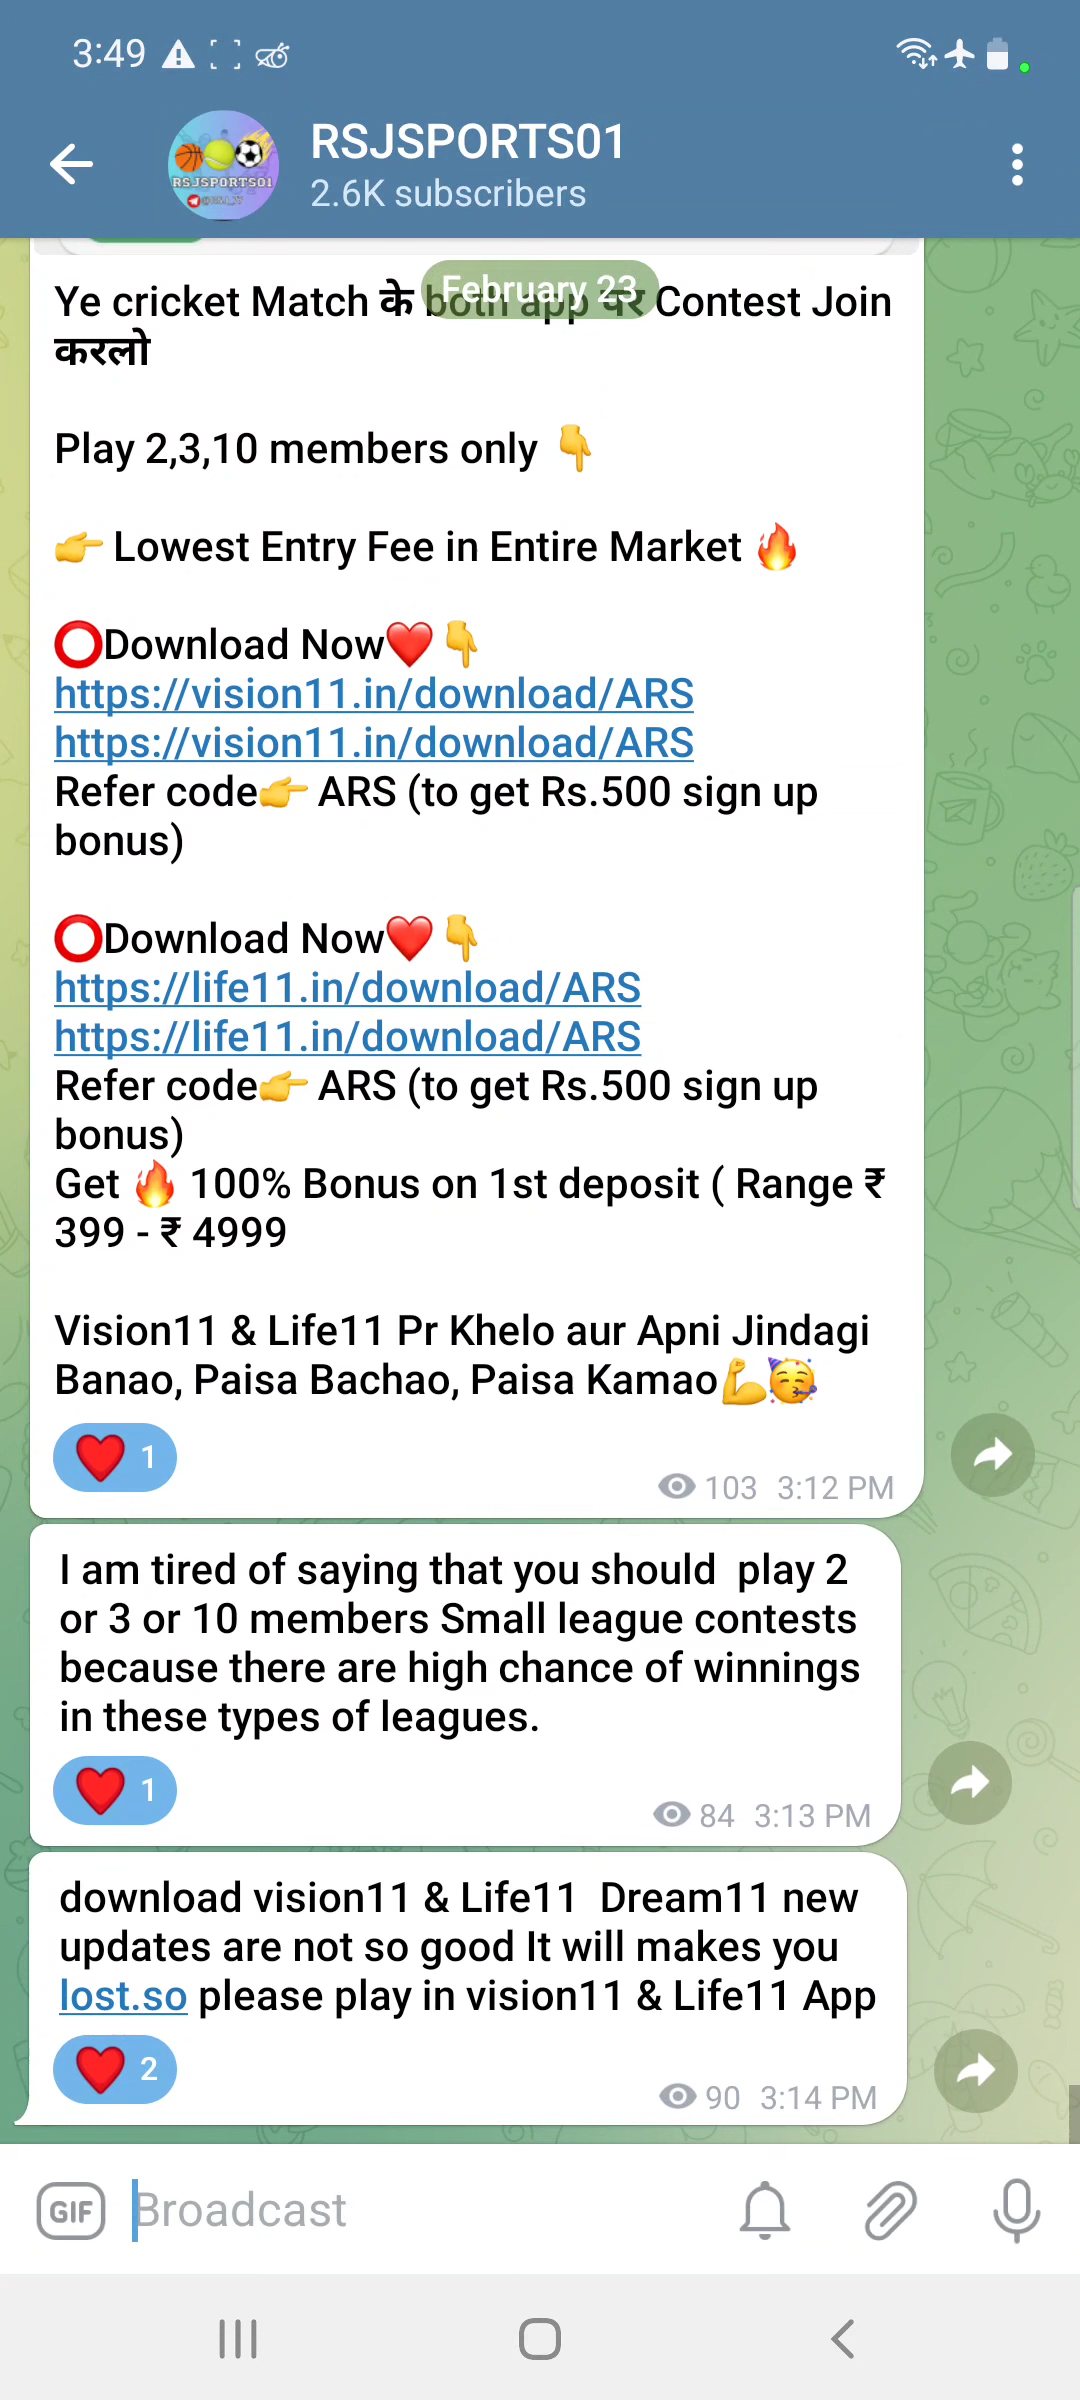 3:49
RSJSPORTS01
2.6K subscribers
RSJSPORTS01
February 23
Ye cricket Match के both app पर Contest Join
करलो
Play 2,3,10 members only 👇
👉 Lowest Entry Fee in Entire Market 🔥
⭕Download Now❤️👇
https://vision11.in/download/ARS
https://vision11.in/download/ARS
Refer code👉 ARS (to get Rs.500 sign up
bonus)
⭕Download Now❤️👇
https://life11.in/download/ARS
https://life11.in/download/ARS
Refer code👉 ARS (to get Rs.500 sign up
bonus)
Get 🔥 100% Bonus on 1st deposit ( Range ₹
399 - ₹ 4999
Vision11 & Life11 Pr Khelo aur Apni Jindagi
Banao, Paisa Bachao, Paisa Kamao💪🥳
❤️ 1
103 3:12 PM
I am tired of saying that you should  play 2
or 3 or 10 members Small league contests
because there are high chance of winnings
in these types of leagues.
❤️ 1
84 3:13 PM
download vision11 & Life11  Dream11 new
updates are not so good It will makes you
lost.so please play in vision11 & Life11 App
❤️ 2
90 3:14 PM
GIF Broadcast